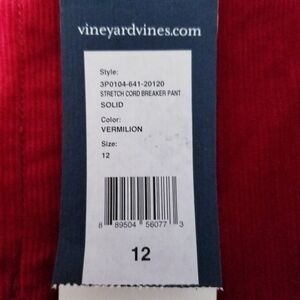 vineyardvines.com
Style:
3P0104-641-20120
STRETCH CORD BREAKER PANT
SOLID
Color:
VERMILION
Size:
12
8 89504 56077 3
12